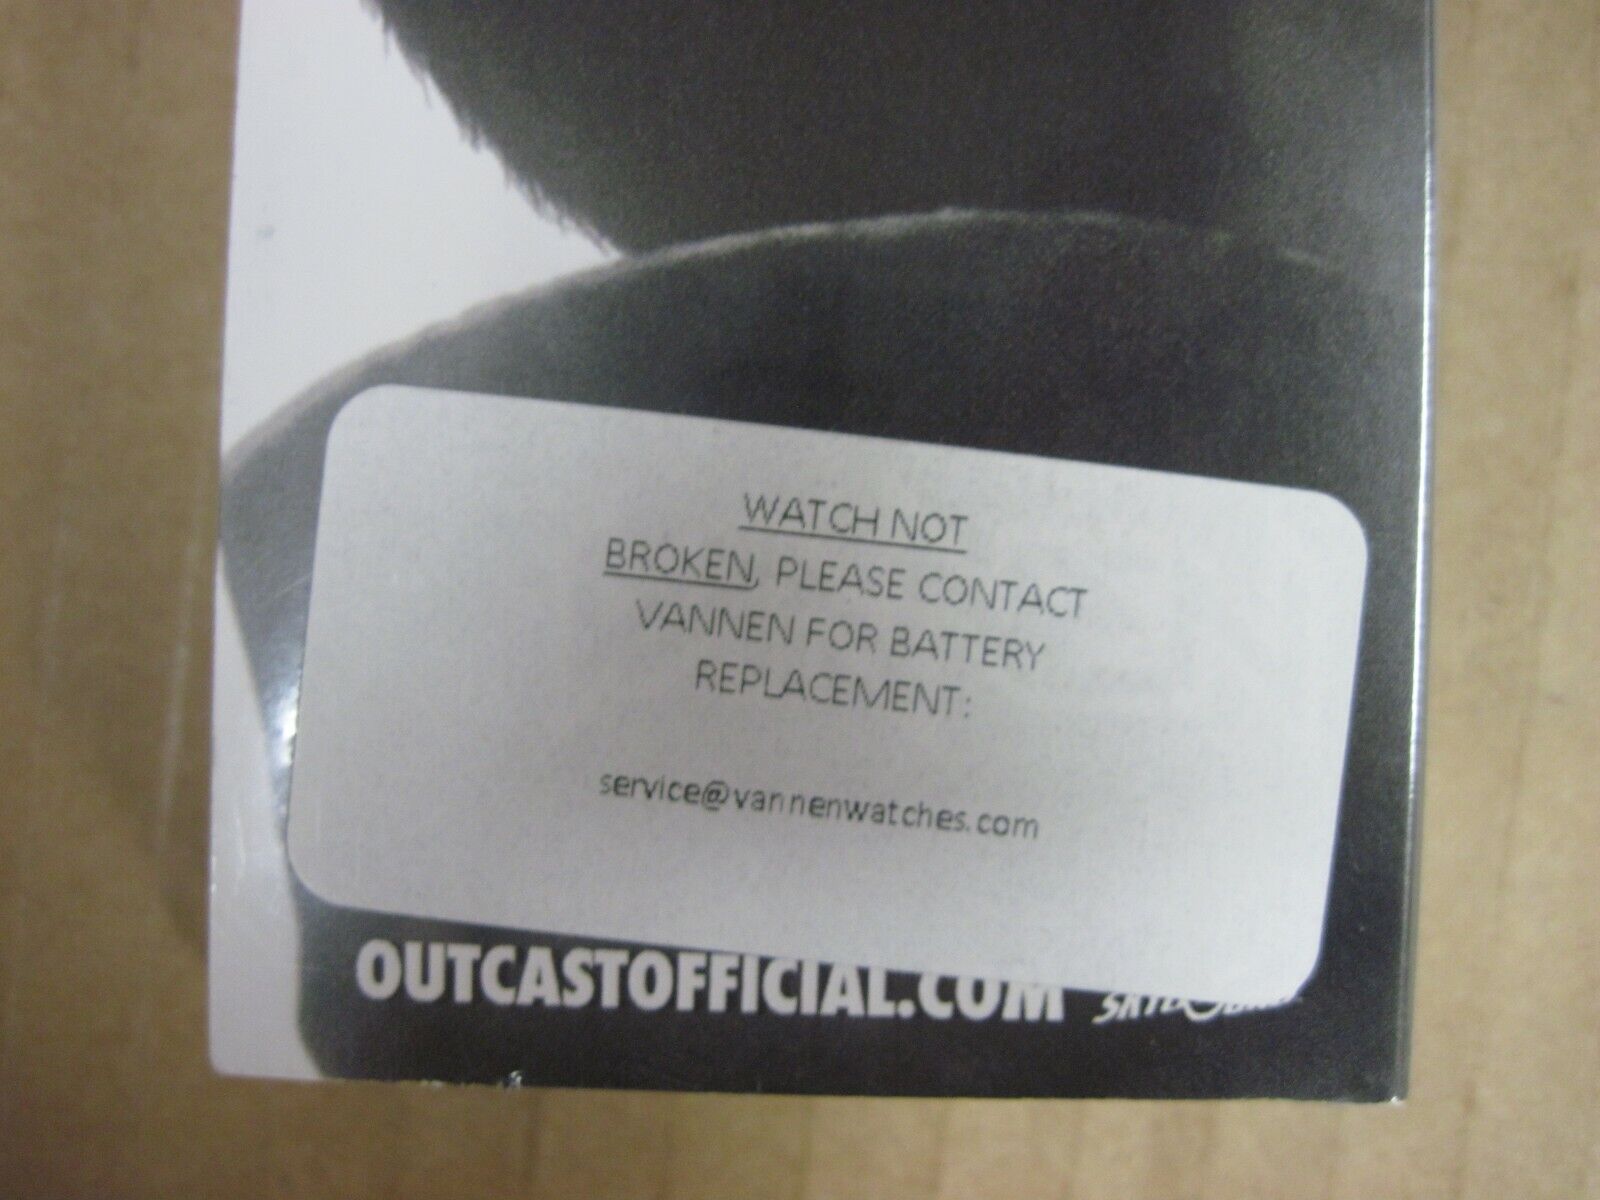 WATCH NOT
BROKEN, PLEASE CONTACT
VANNEN FOR BATTERY
REPLACEMENT:
service@vannenwatches.com
OUTCASTOFFICIAL.COM